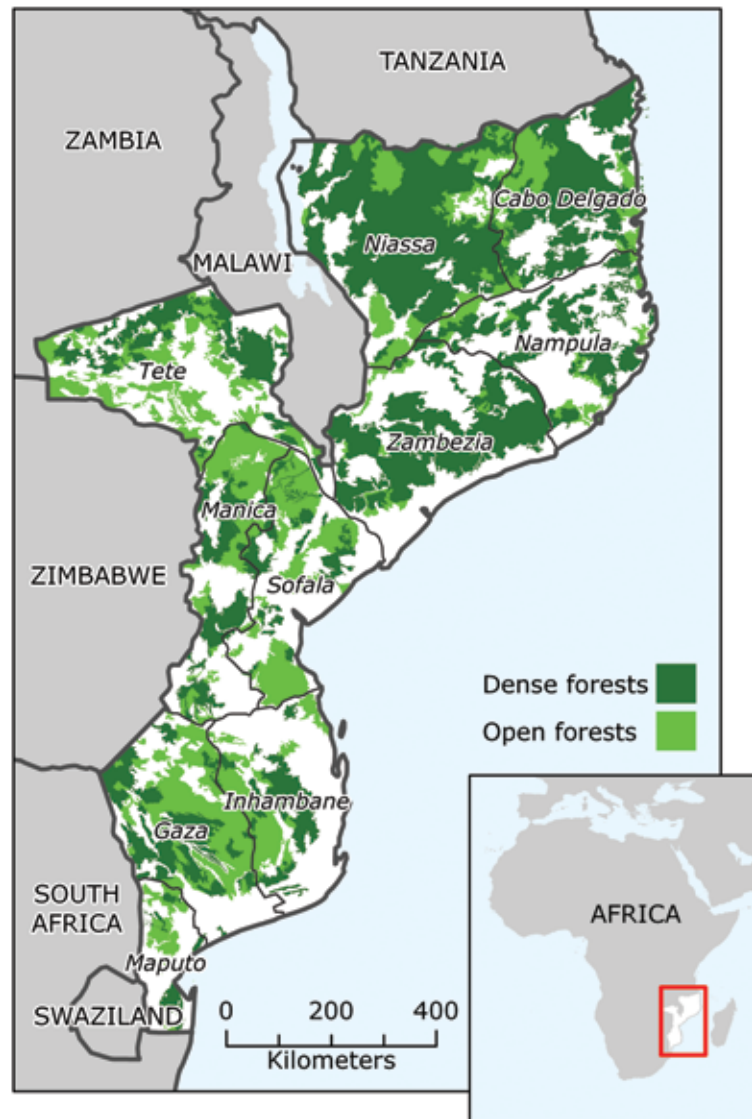 TANZANIA
ZAMBIA
Cabo Delgado
Niassa
MALAWI
Nampula
Tete
Zambezia
Manica
ZIMBABWE
Sofala
Dense forests
Open forests
Inhambane
Gaza
SOUTH
AFRICA
AFRICA
Maputo
SWAZILAND
0 200 400
Kilometers